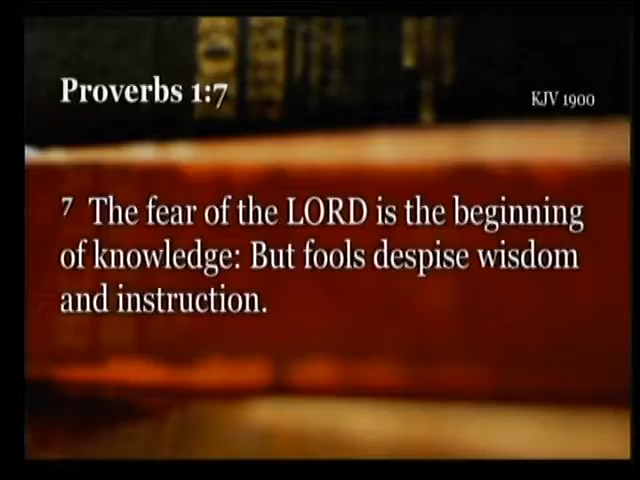 Proverbs 1:7
KJV 1900
7 The fear of the LORD is the beginning
of knowledge: But fools despise wisdom
and instruction.